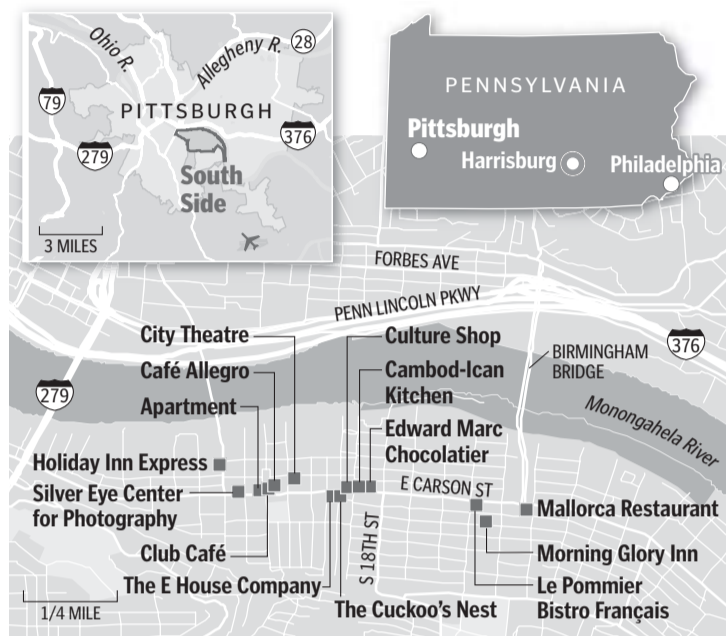 Ohio R.
Allegheny R.
28
79
PITTSBURGH
376
279
South
Side
3 MILES
PENNSYLVANIA
Pittsburgh
Harrisburg
Philadelphia
FORBES AVE
PENN LINCOLN PKWY
376
City Theatre
Culture Shop
BIRMINGHAM
BRIDGE
Café Allegro
Cambod-Ican
Kitchen
279
Apartment
Monongahela River
Edward Marc
Chocolatier
Holiday Inn Express
E CARSON ST
Silver Eye Center
for Photography
Mallorca Restaurant
S 18TH ST
Club Café
Morning Glory Inn
The E House Company
Le Pommier
Bistro Français
The Cuckoo's Nest
1/4 MILE